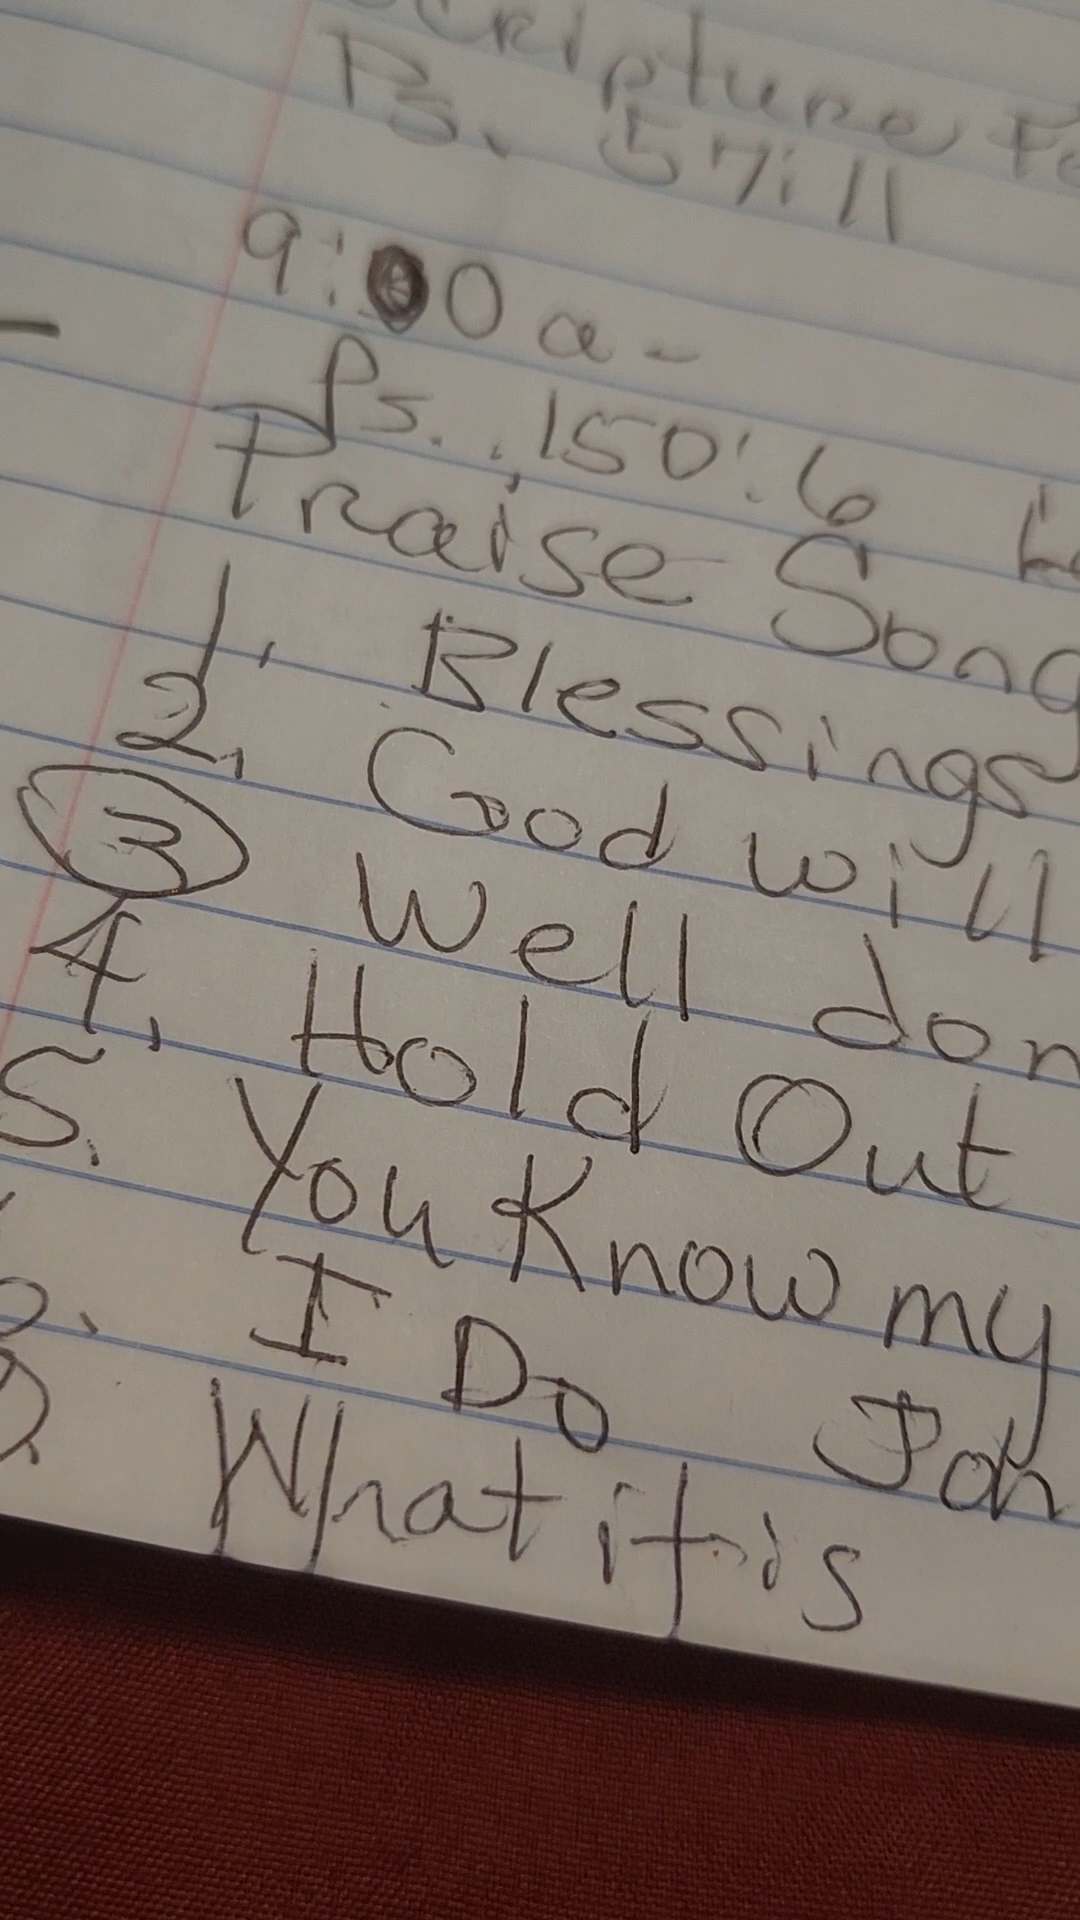 Ps. 57:11
9:00 a-
Ps. 150:6
Praise Song
1. Blessings
2. God will
3 Well don
4. Hold Out
5. You Know my
I Do Joh
What it is